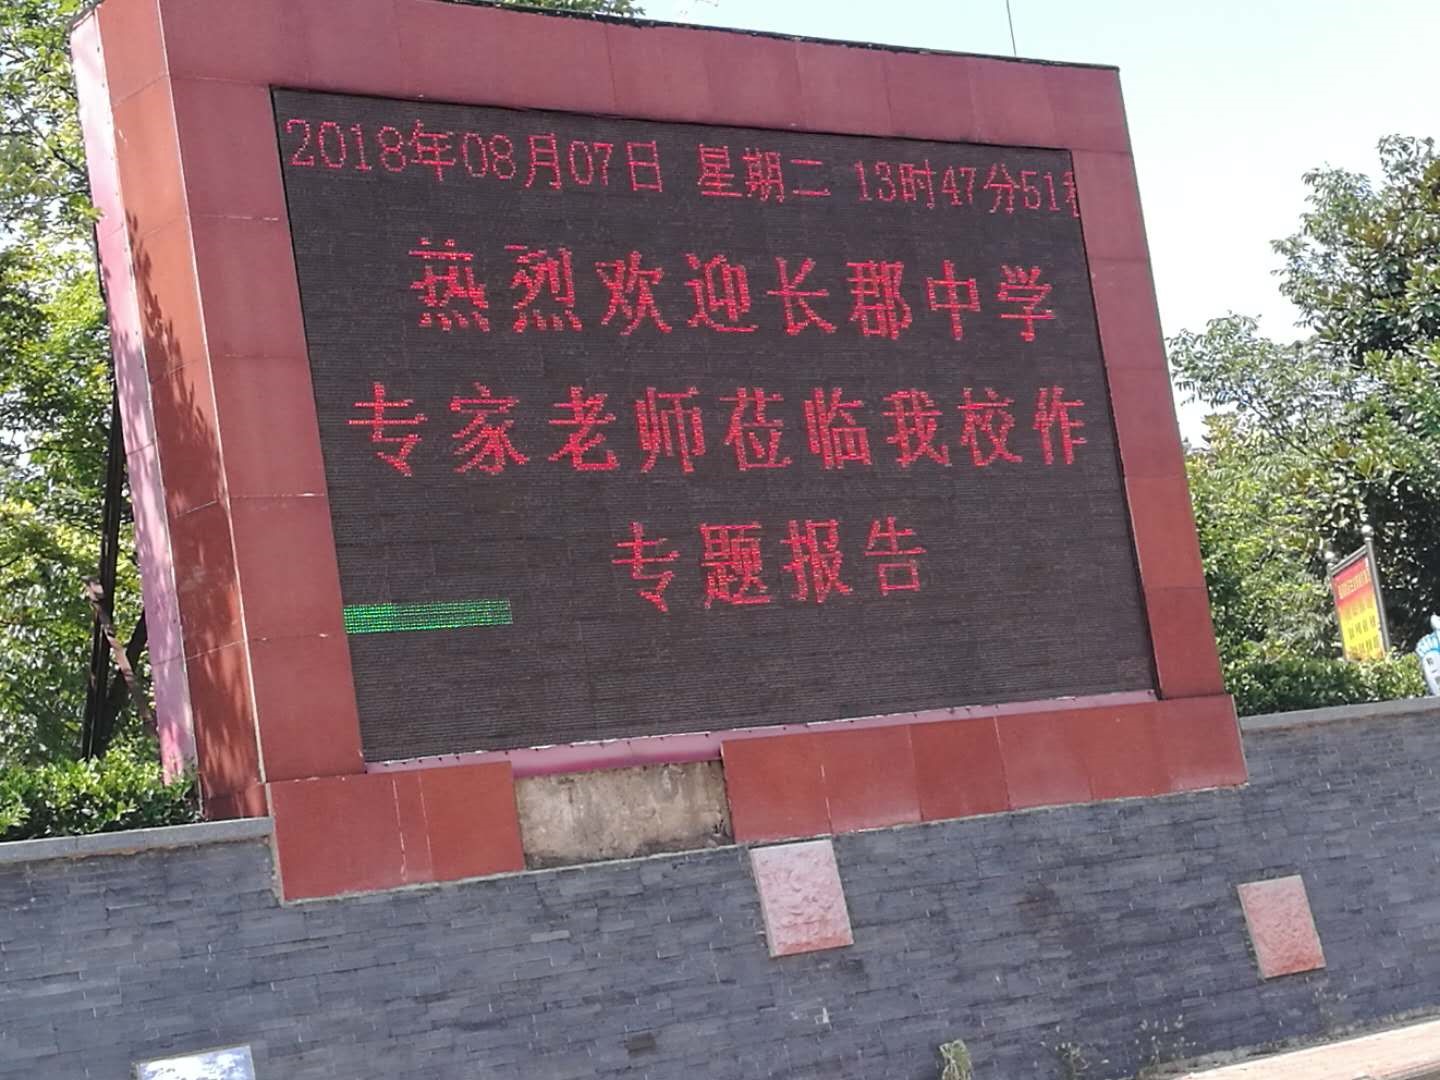 2018年08月07日 星期二 13时47分51秒
热烈欢迎长郡中学
专家老师莅临我校作
专题报告